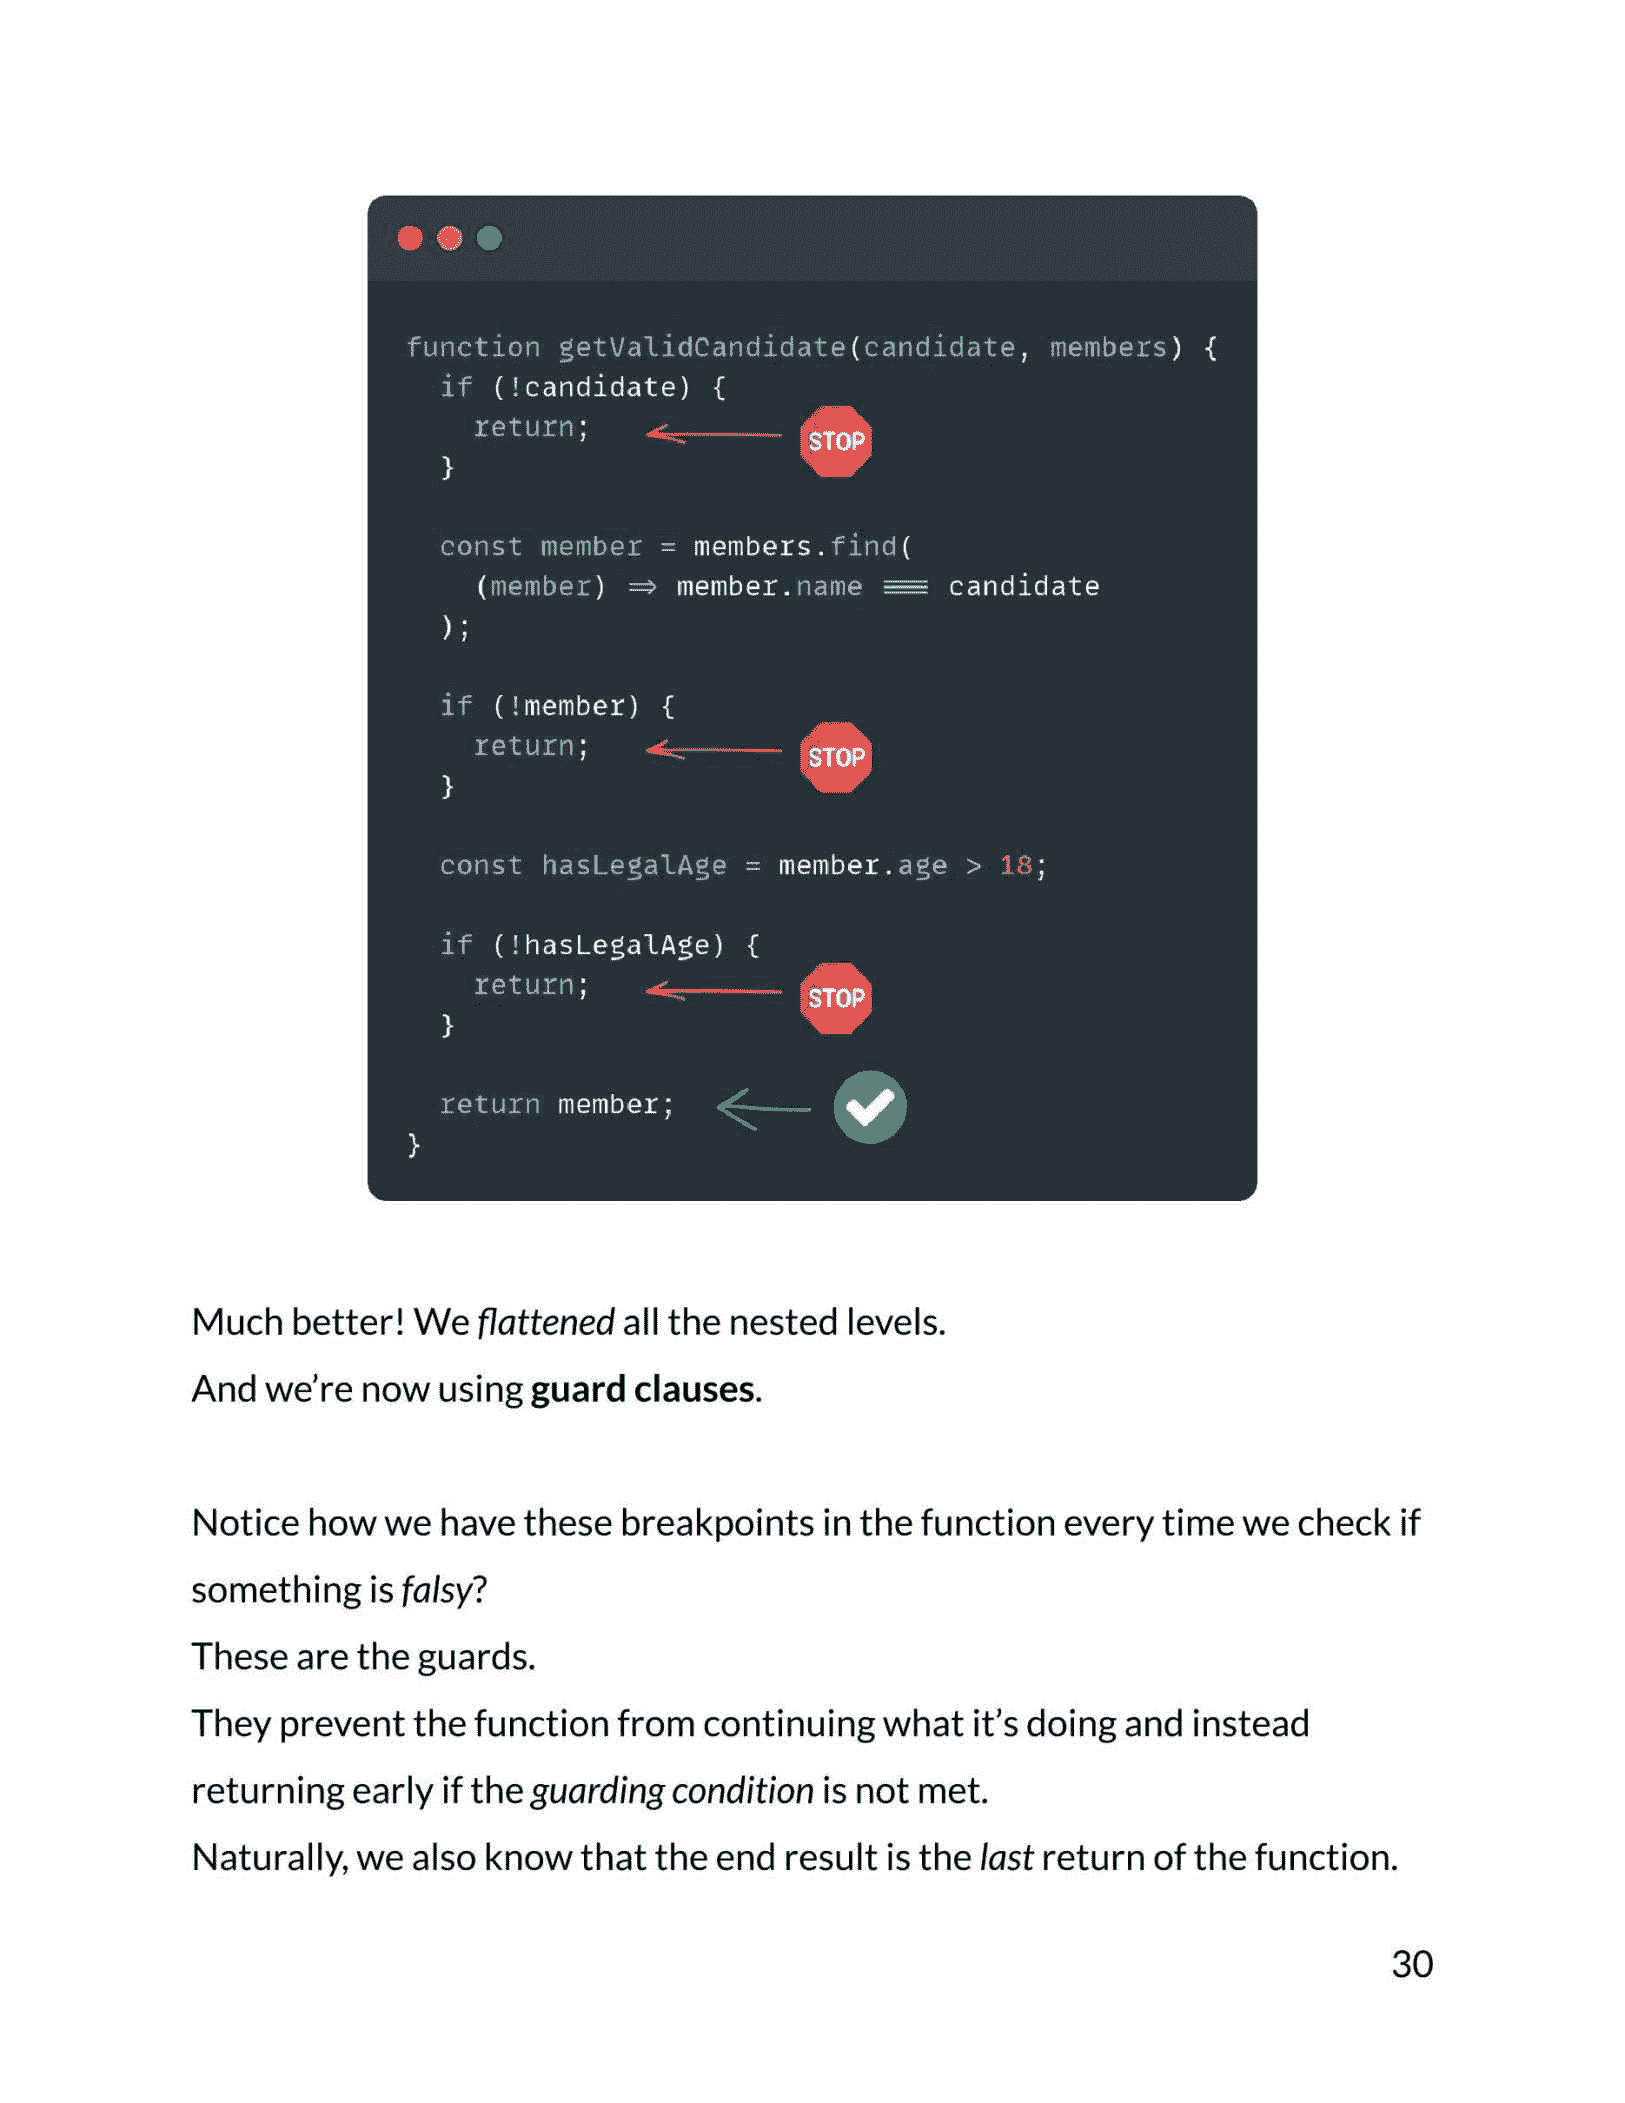 function getValidCandidate(candidate, members) {
if (!candidate) {
return;
STOP
}
const member = members.find(
(member) => member.name === candidate
);
if (!member) {
return;
STOP
}
const hasLegalAge = member.age > 18;
if (!hasLegalAge) {
return;
STOP
}
return member;
}
Much better! We flattened all the nested levels.
And we’re now using guard clauses.
Notice how we have these breakpoints in the function every time we check if
something is falsy?
These are the guards.
They prevent the function from continuing what it’s doing and instead
returning early if the guarding condition is not met.
Naturally, we also know that the end result is the last return of the function.
30